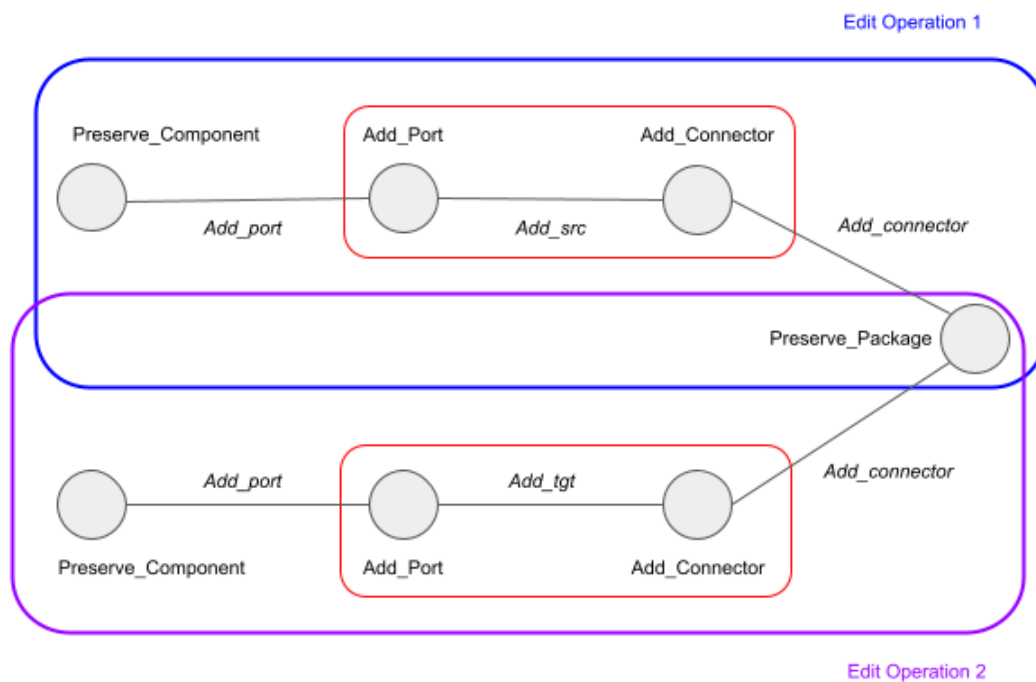 Edit Operation 1
Preserve_Component
Add_Port
Add_Connector
Add_port
Add_src
Add_connector
Preserve_Package
Add_port
Add_tgt
Add_connector
Preserve_Component
Add_Port
Add_Connector
Edit Operation 2